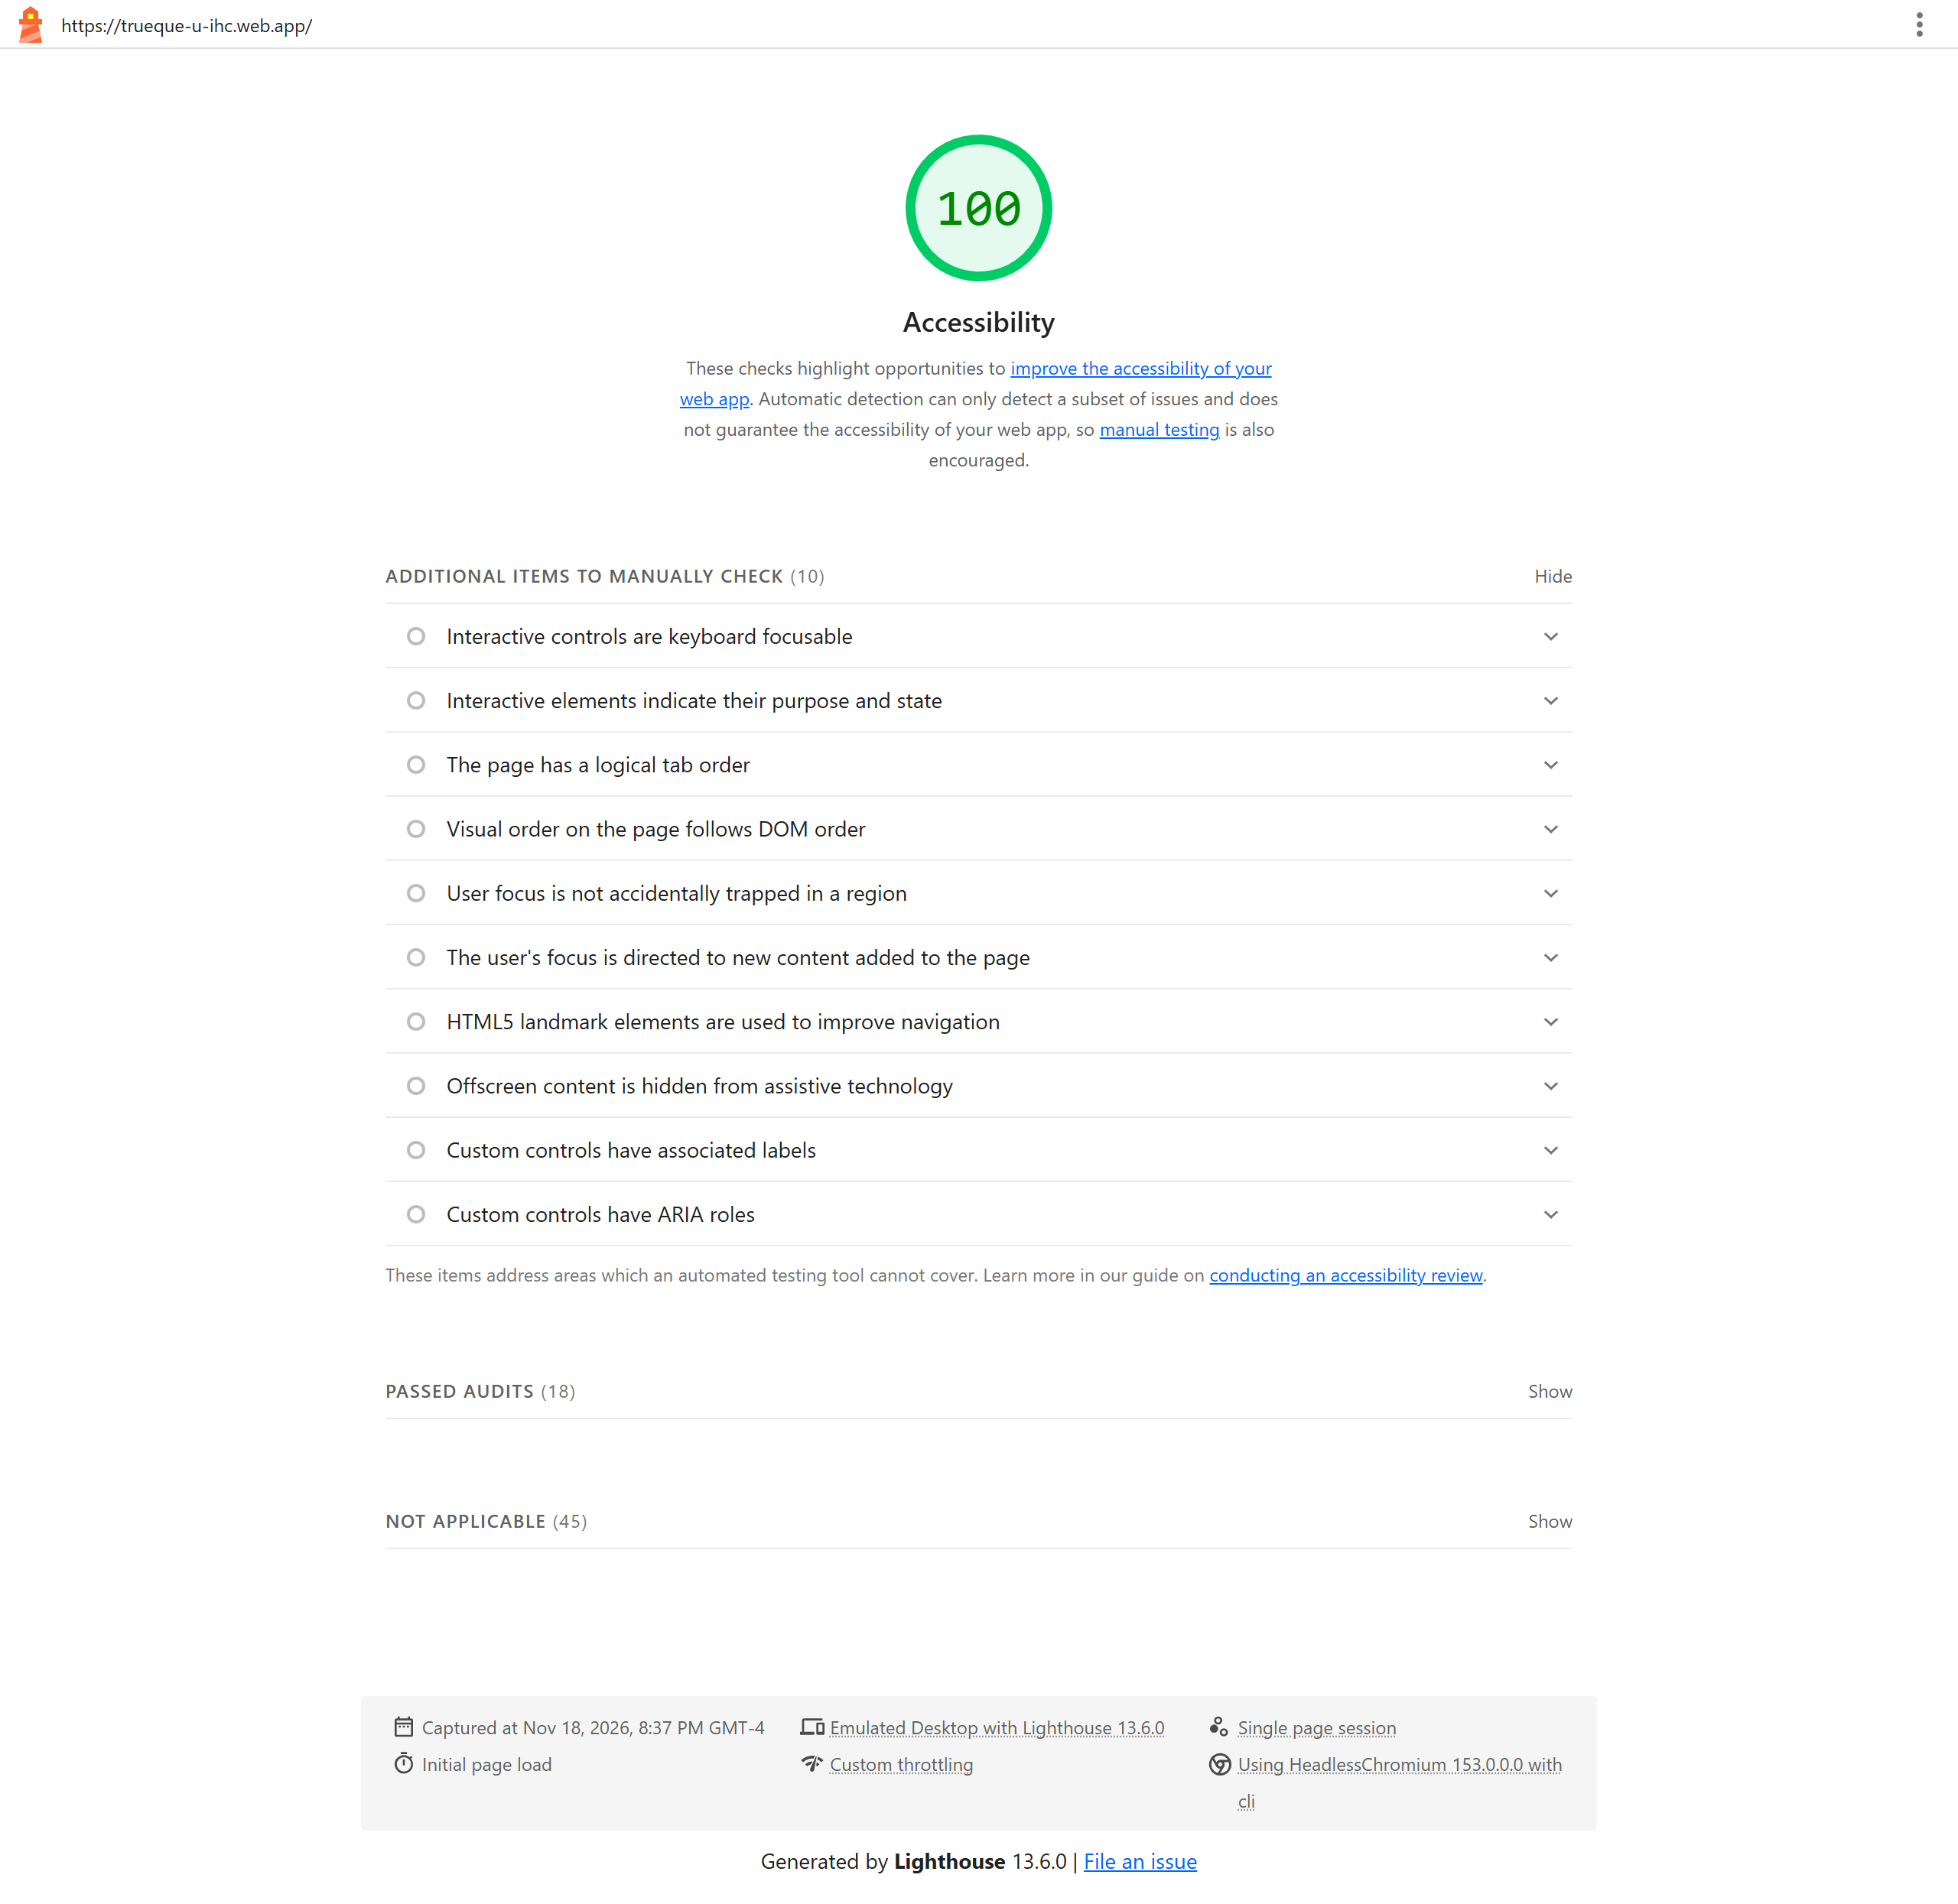 https://trueque-u-ihc.web.app/
100
Accessibility
These checks highlight opportunities to improve the accessibility of your
web app. Automatic detection can only detect a subset of issues and does
not guarantee the accessibility of your web app, so manual testing is also
encouraged.
ADDITIONAL ITEMS TO MANUALLY CHECK (10) Hide
Interactive controls are keyboard focusable
Interactive elements indicate their purpose and state
The page has a logical tab order
Visual order on the page follows DOM order
User focus is not accidentally trapped in a region
The user's focus is directed to new content added to the page
HTML5 landmark elements are used to improve navigation
Offscreen content is hidden from assistive technology
Custom controls have associated labels
Custom controls have ARIA roles
These items address areas which an automated testing tool cannot cover. Learn more in our guide on conducting an accessibility review.
PASSED AUDITS (18) Show
NOT APPLICABLE (45) Show
Captured at Nov 18, 2026, 8:37 PM GMT-4
Emulated Desktop with Lighthouse 13.6.0
Single page session
Initial page load
Custom throttling
Using HeadlessChromium 153.0.0.0 with
cli
Generated by Lighthouse 13.6.0 | File an issue